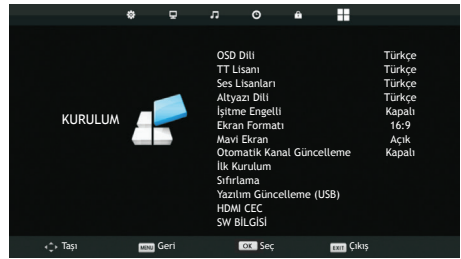 OSD Dili Türkçe
TT Lisanı Türkçe
Ses Lisanları Türkçe
Altyazı Dili Türkçe
İşitme Engelli Kapalı
KURULUM
Ekran Formatı 16:9
Mavi Ekran Açık
Otomatik Kanal Güncelleme Kapalı
İlk Kurulum
Sıfırlama
Yazılım Güncelleme (USB)
HDMI CEC
SW BİLGİSİ
Taşı MENU Geri OK Seç EXIT Çıkış